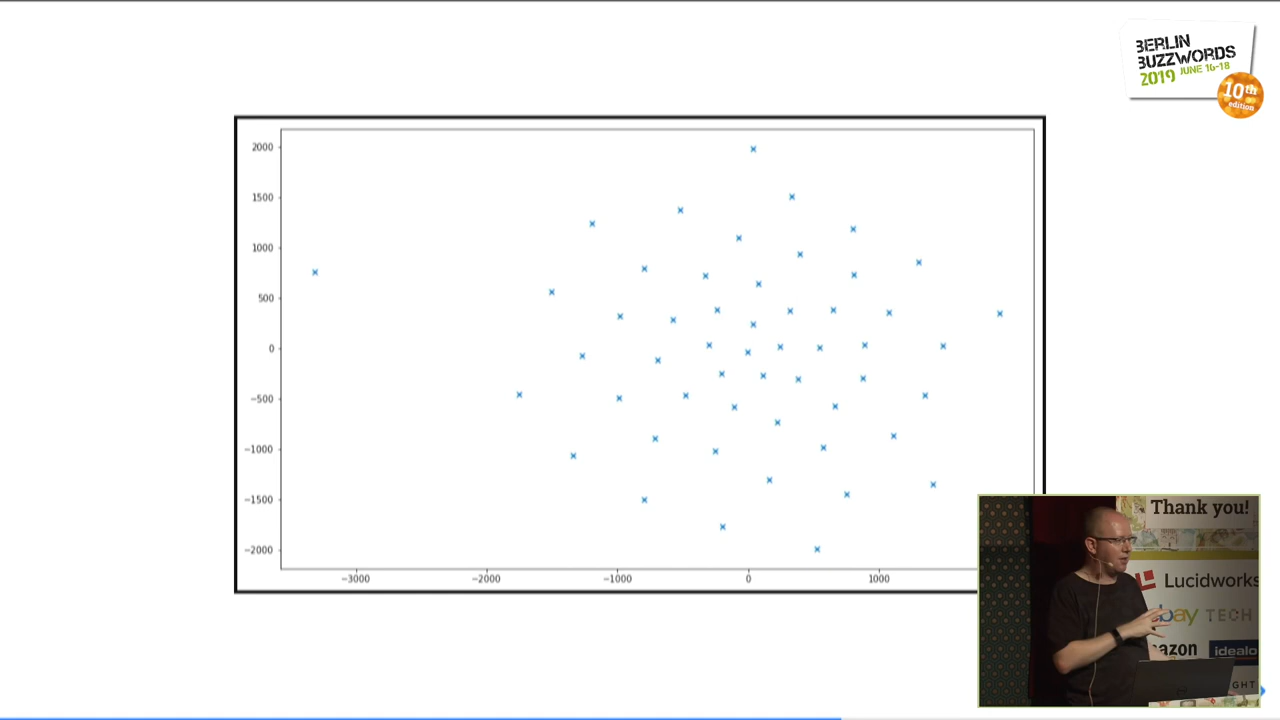 BERLIN
BUZZWORDS
2019 JUNE 16-18
10th
edition
2000
1500
1000
500
0
−500
−1000
−1500
−2000
−3000
−2000
−1000
0
1000
Thank you!
Lucidworks
ebay TECH
idealo